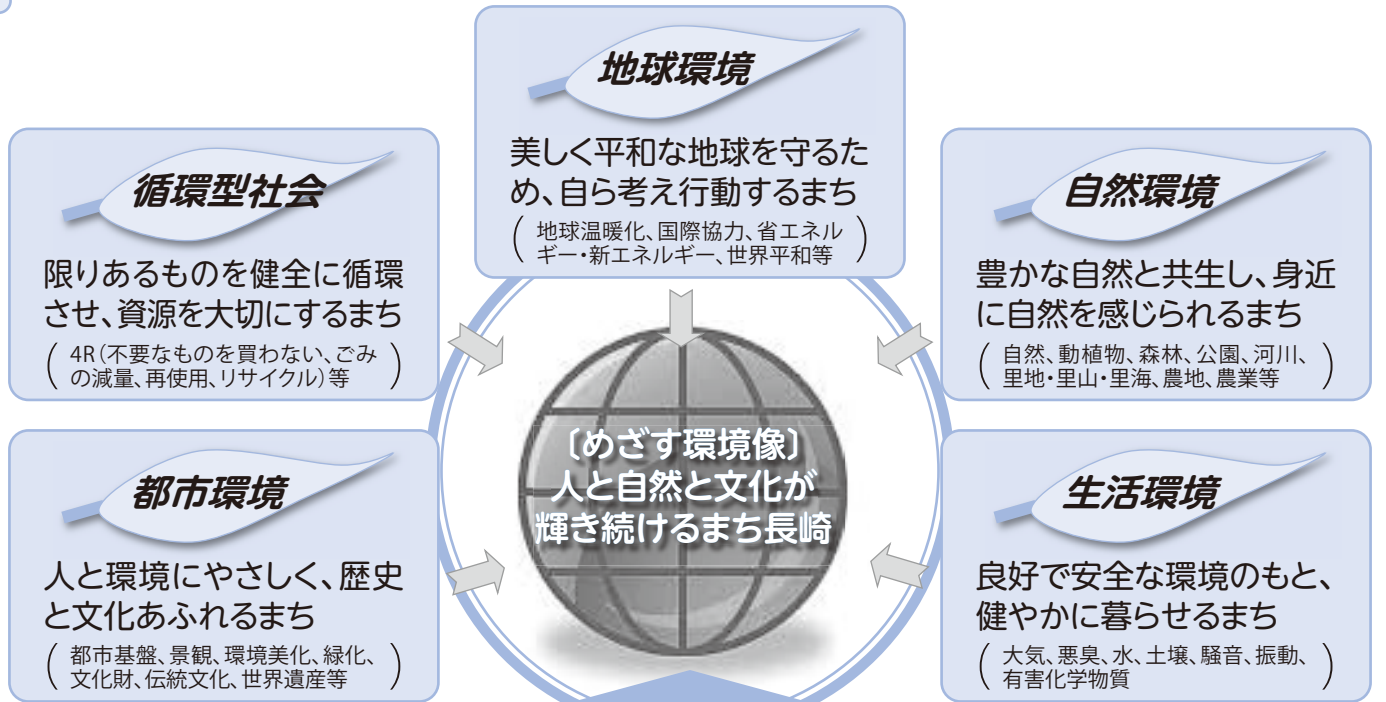 地球環境
美しく平和な地球を守るた
め、自ら考え行動するまち
(地球温暖化、国際協力、省エネル
ギー・新エネルギー、世界平和等)
循環型社会
限りあるものを健全に循環
させ、資源を大切にするまち
(4R(不要なものを買わない、ごみ
の減量、再使用、リサイクル)等)
自然環境
豊かな自然と共生し、身近
に自然を感じられるまち
(自然、動植物、森林、公園、河川、
里地・里山・里海、農地、農業等)
〔めざす環境像〕
人と自然と文化が
輝き続けるまち長崎
都市環境
人と環境にやさしく、歴史
と文化あふれるまち
(都市基盤、景観、環境美化、緑化、
文化財、伝統文化、世界遺産等)
生活環境
良好で安全な環境のもと、
健やかに暮らせるまち
(大気、悪臭、水、土壌、騒音、振動、
有害化学物質)